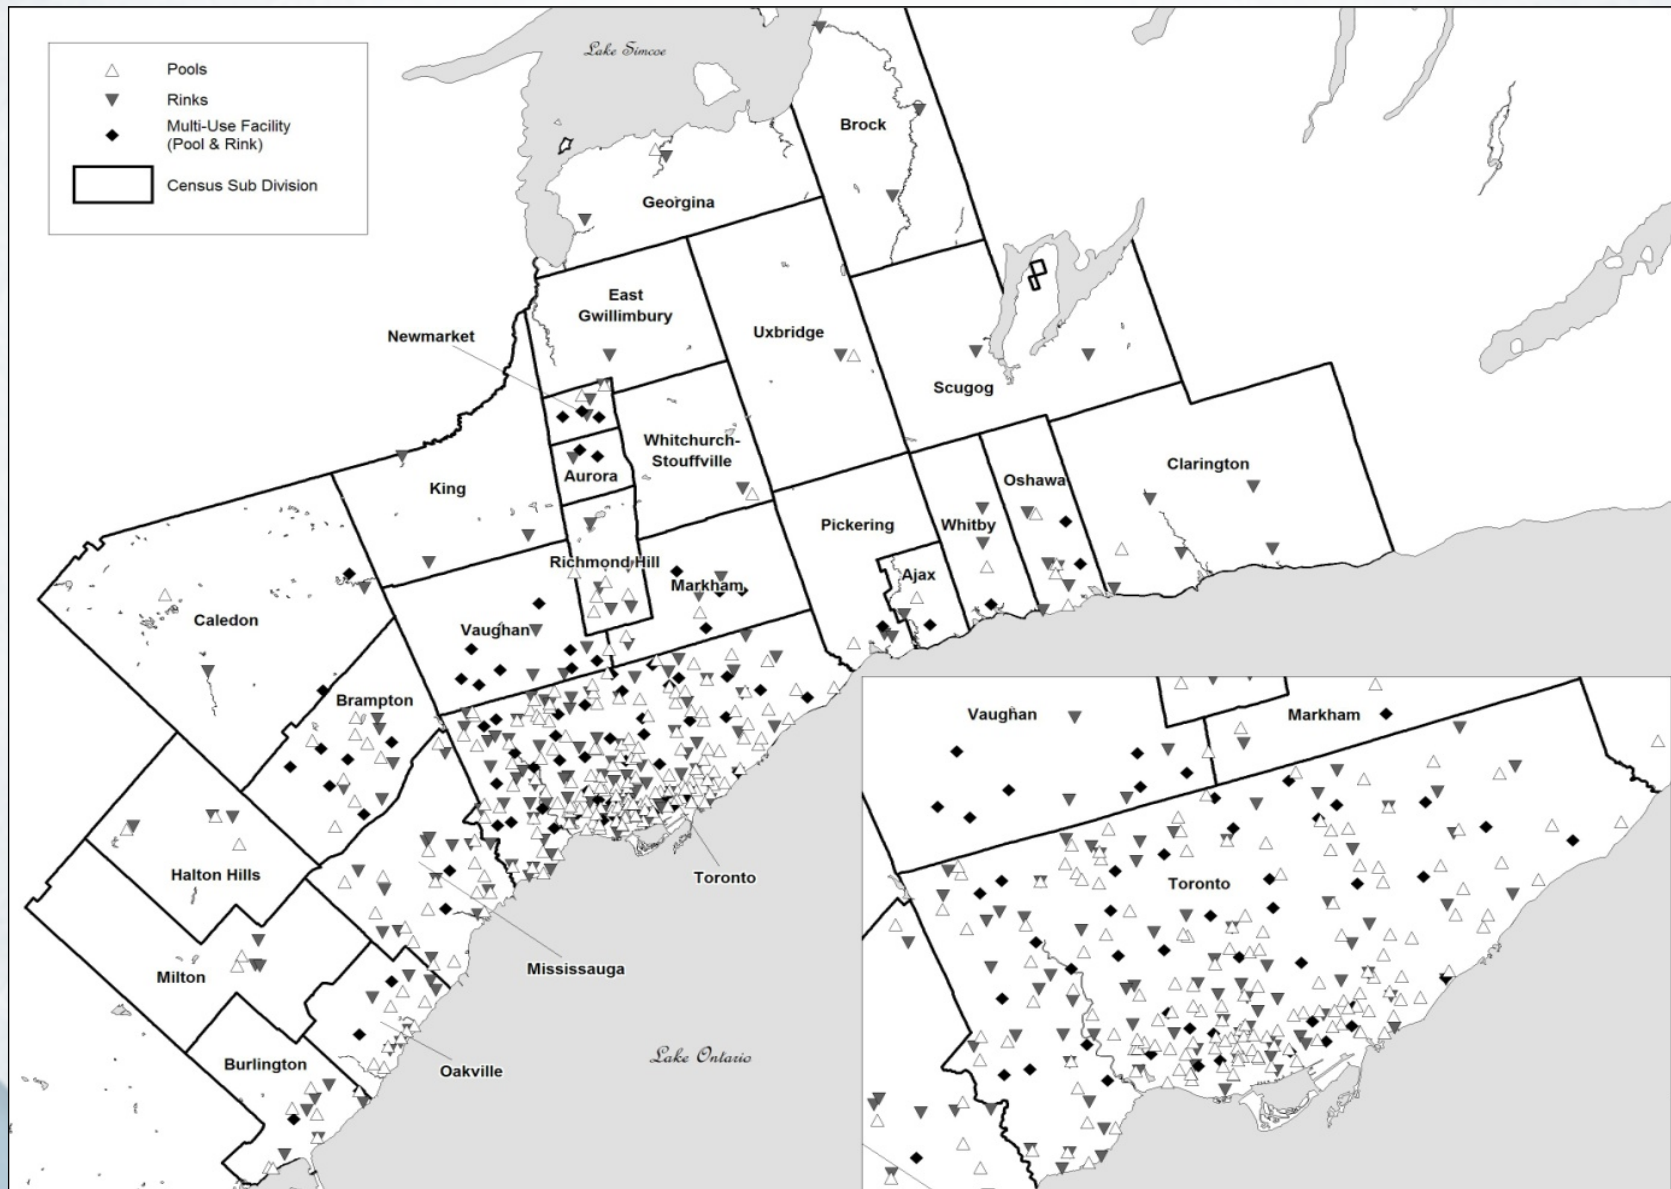 Pools
Rinks
Multi-Use Facility
(Pool & Rink)
Census Sub Division
Lake Simcoe
Brock
Georgina
East
Gwillimbury
Newmarket
Uxbridge
Scugog
Whitchurch-
Stouffville
Clarington
Aurora
King
Oshawa
Pickering
Whitby
Richmond Hill
Ajax
Markham
Caledon
Vaughan
Brampton
Vaughan
Markham
Halton Hills
Toronto
Toronto
Mississauga
Milton
Lake Ontario
Burlington
Oakville